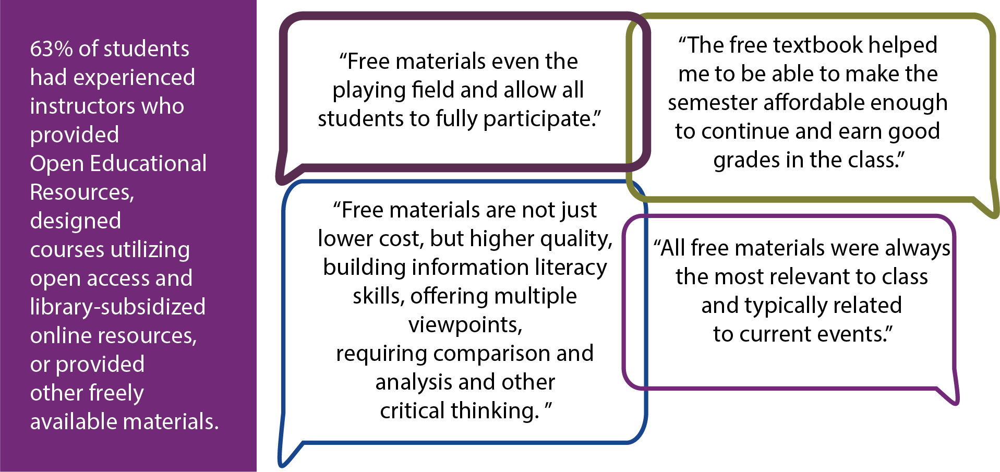 63% of students
had experienced
instructors who
provided
Open Educational
Resources,
designed
courses utilizing
open access and
library-subsidized
online resources,
or provided
other freely
available materials.
“Free materials even the
playing field and allow all
students to fully participate.”
“The free textbook helped
me to be able to make the
semester affordable enough
to continue and earn good
grades in the class.”
“Free materials are not just
lower cost, but higher quality,
building information literacy
skills, offering multiple
viewpoints,
requiring comparison and
analysis and other
critical thinking. ”
“All free materials were always
the most relevant to class
and typically related
to current events.”